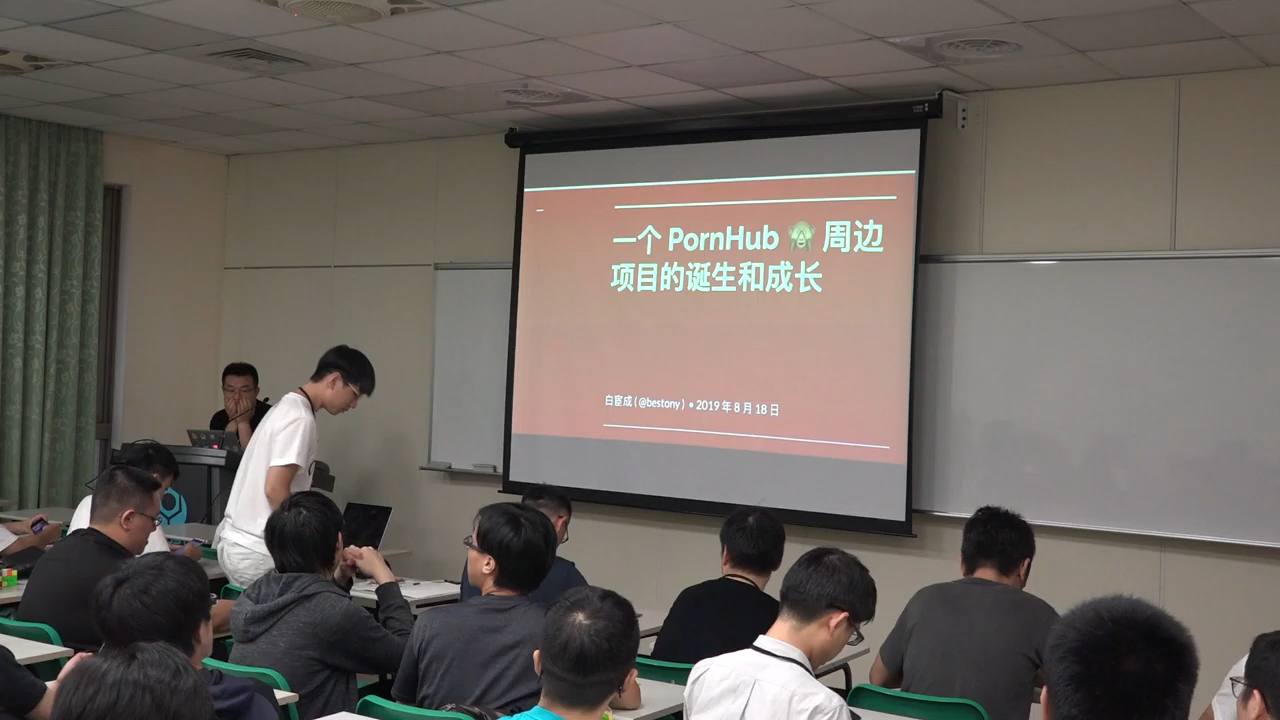 一个 PornHub 🙈 周边
项目的诞生和成长
白宦成 ( @bestony ) ● 2019 年 8 月 18 日